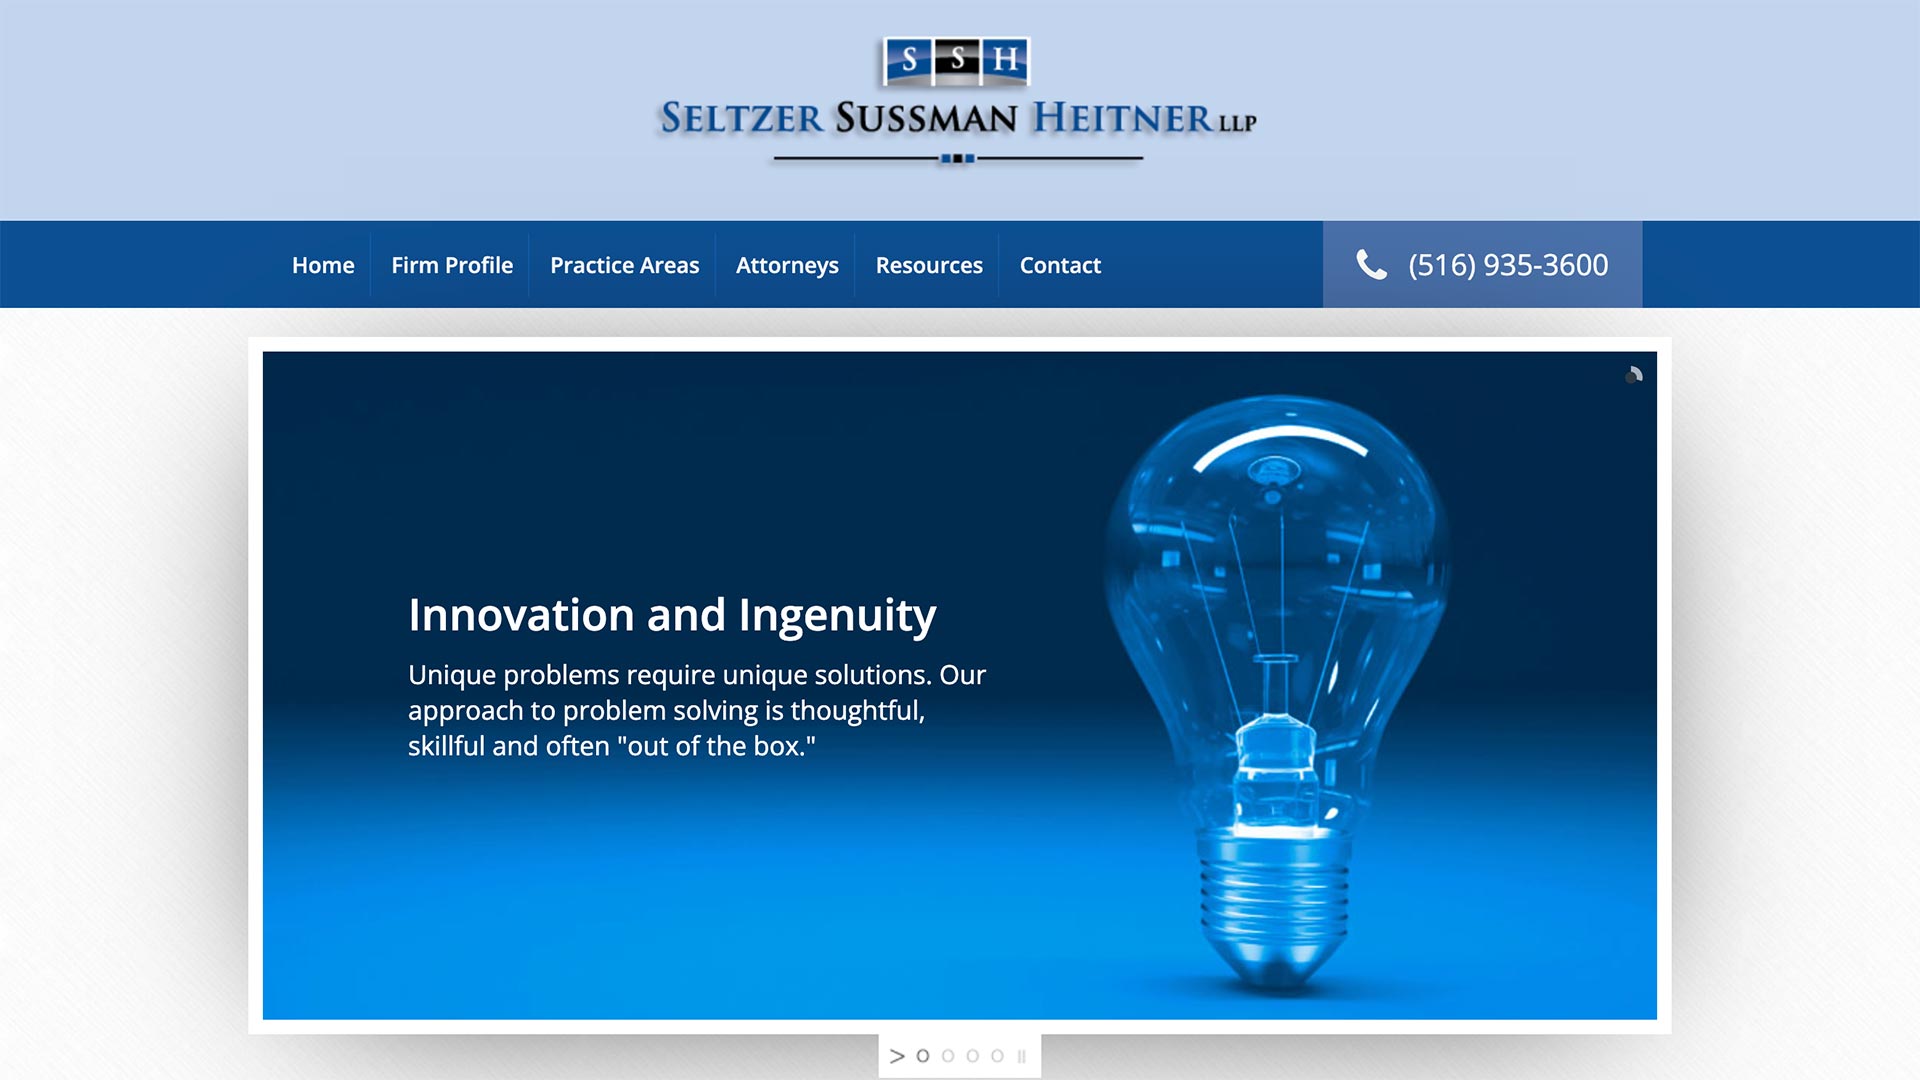 S S H
SELTZER SUSSMAN HEITNER LLP
Home Firm Profile Practice Areas Attorneys Resources Contact (516) 935-3600
Innovation and Ingenuity
Unique problems require unique solutions. Our
approach to problem solving is thoughtful,
skillful and often "out of the box."